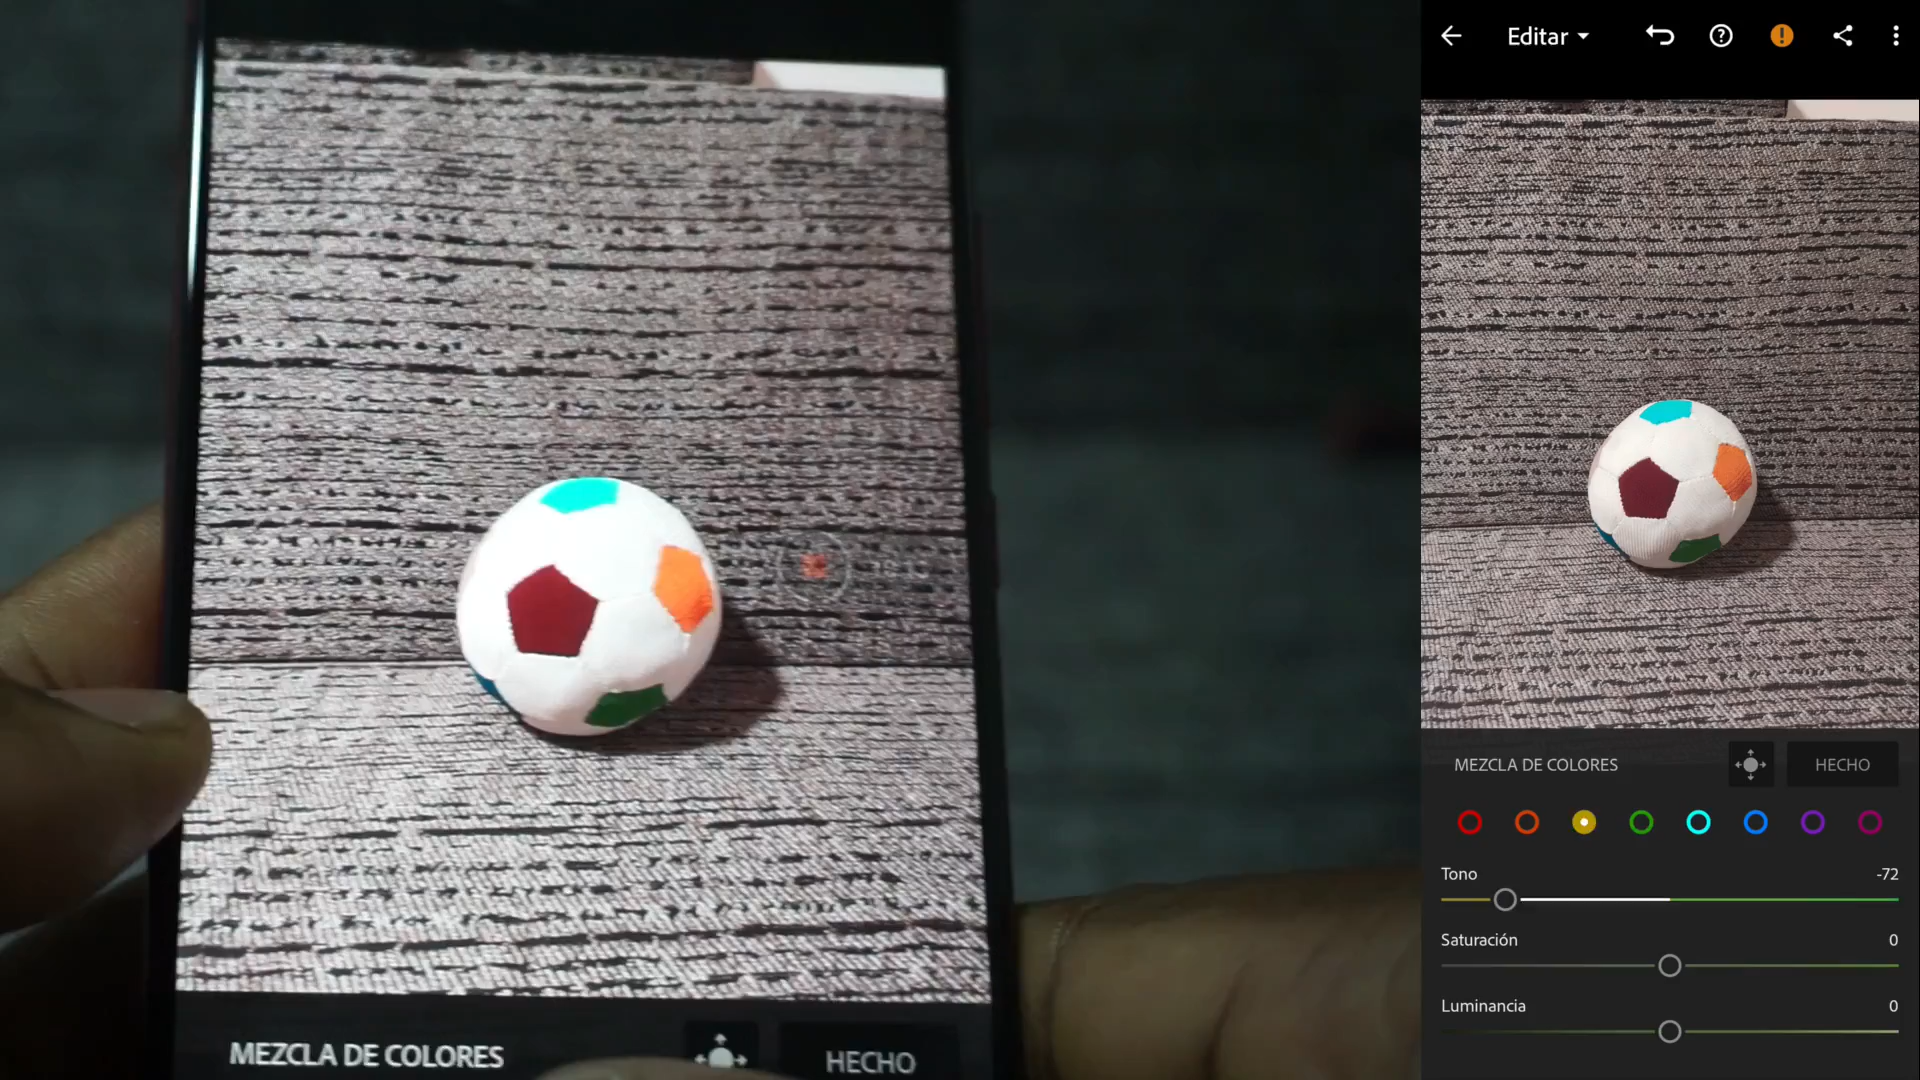 MEZCLA DE COLORES
HECHO
Editar
MEZCLA DE COLORES
HECHO
Tono
-72
Saturación
0
Luminancia
0